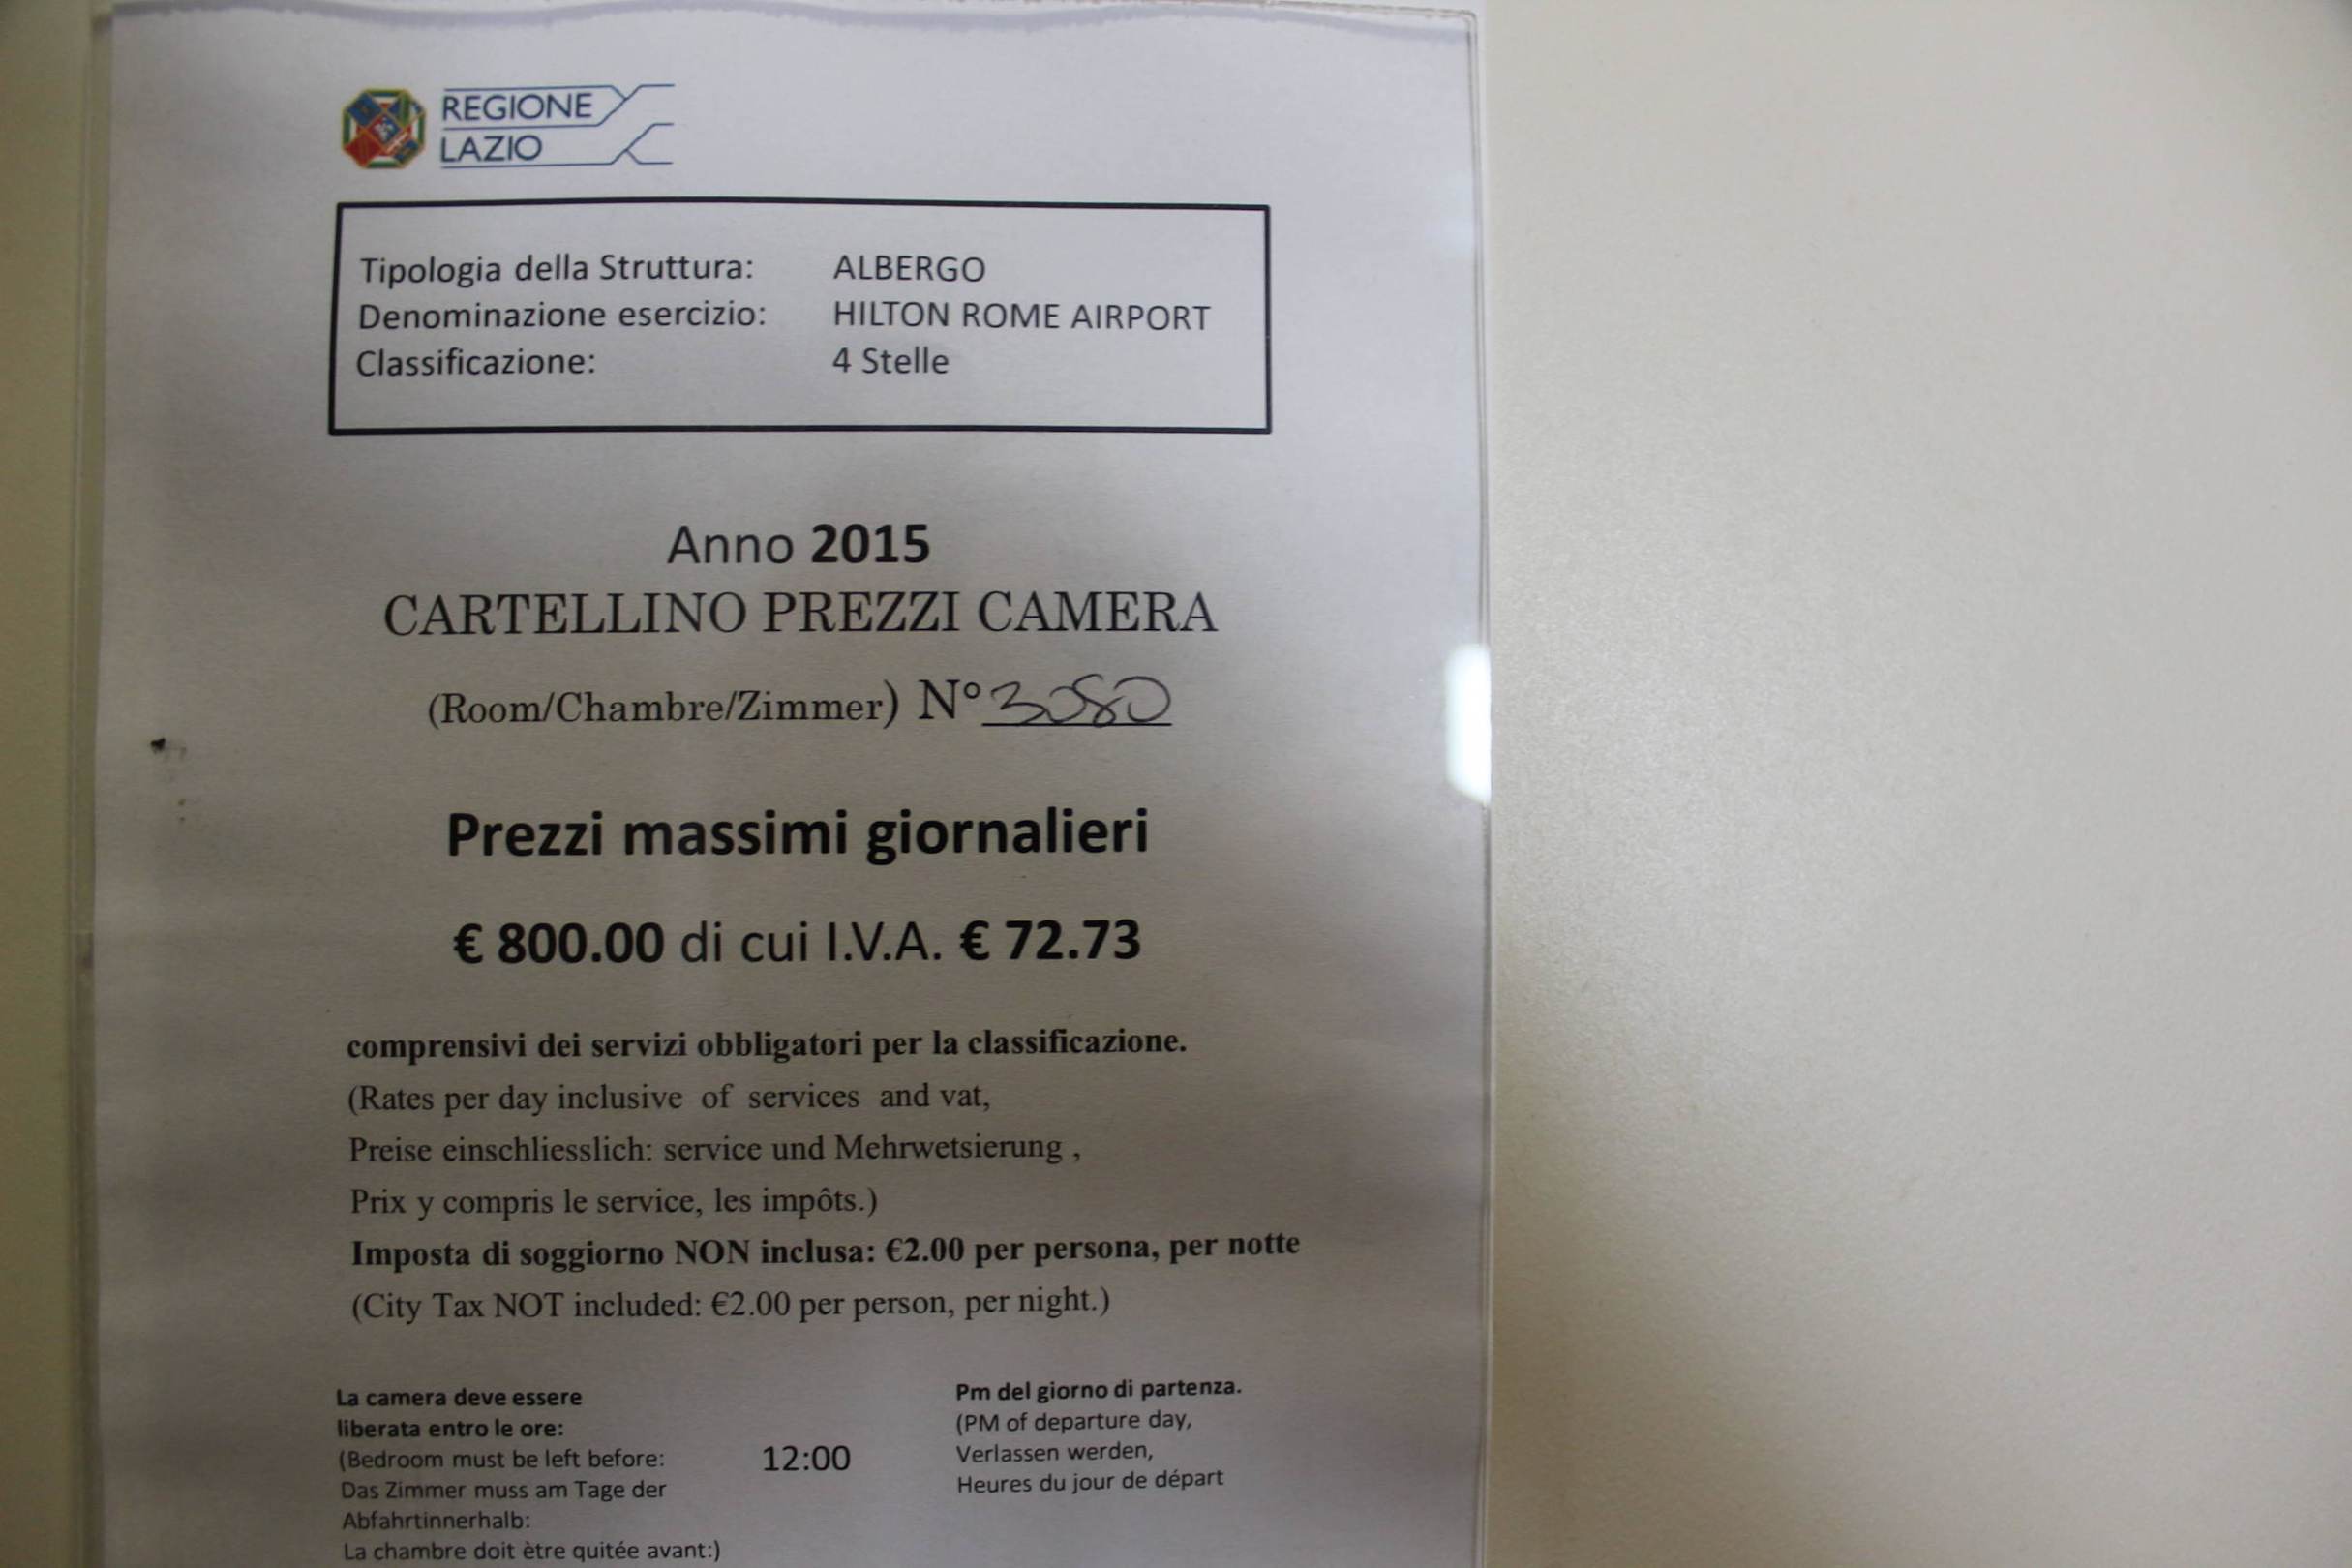 REGIONE
LAZIO
Tipologia della Struttura: ALBERGO
Denominazione esercizio: HILTON ROME AIRPORT
Classificazione: 4 Stelle
Anno 2015
CARTELLINO PREZZI CAMERA
(Room/Chambre/Zimmer) N° 3080
Prezzi massimi giornalieri
€ 800.00 di cui I.V.A. € 72.73
comprensivi dei servizi obbligatori per la classificazione.
(Rates per day inclusive of services and vat,
Preise einschliesslich: service und Mehrwetsierung ,
Prix y compris le service, les impôts.)
Imposta di soggiorno NON inclusa: €2.00 per persona, per notte
(City Tax NOT included: €2.00 per person, per night.)
La camera deve essere
liberata entro le ore:
(Bedroom must be left before:
Das Zimmer muss am Tage der
Abfahrtinnerhalb:
La chambre doit ètre quitée avant:)
12:00
Pm del giorno di partenza.
(PM of departure day,
Verlassen werden,
Heures du jour de départ